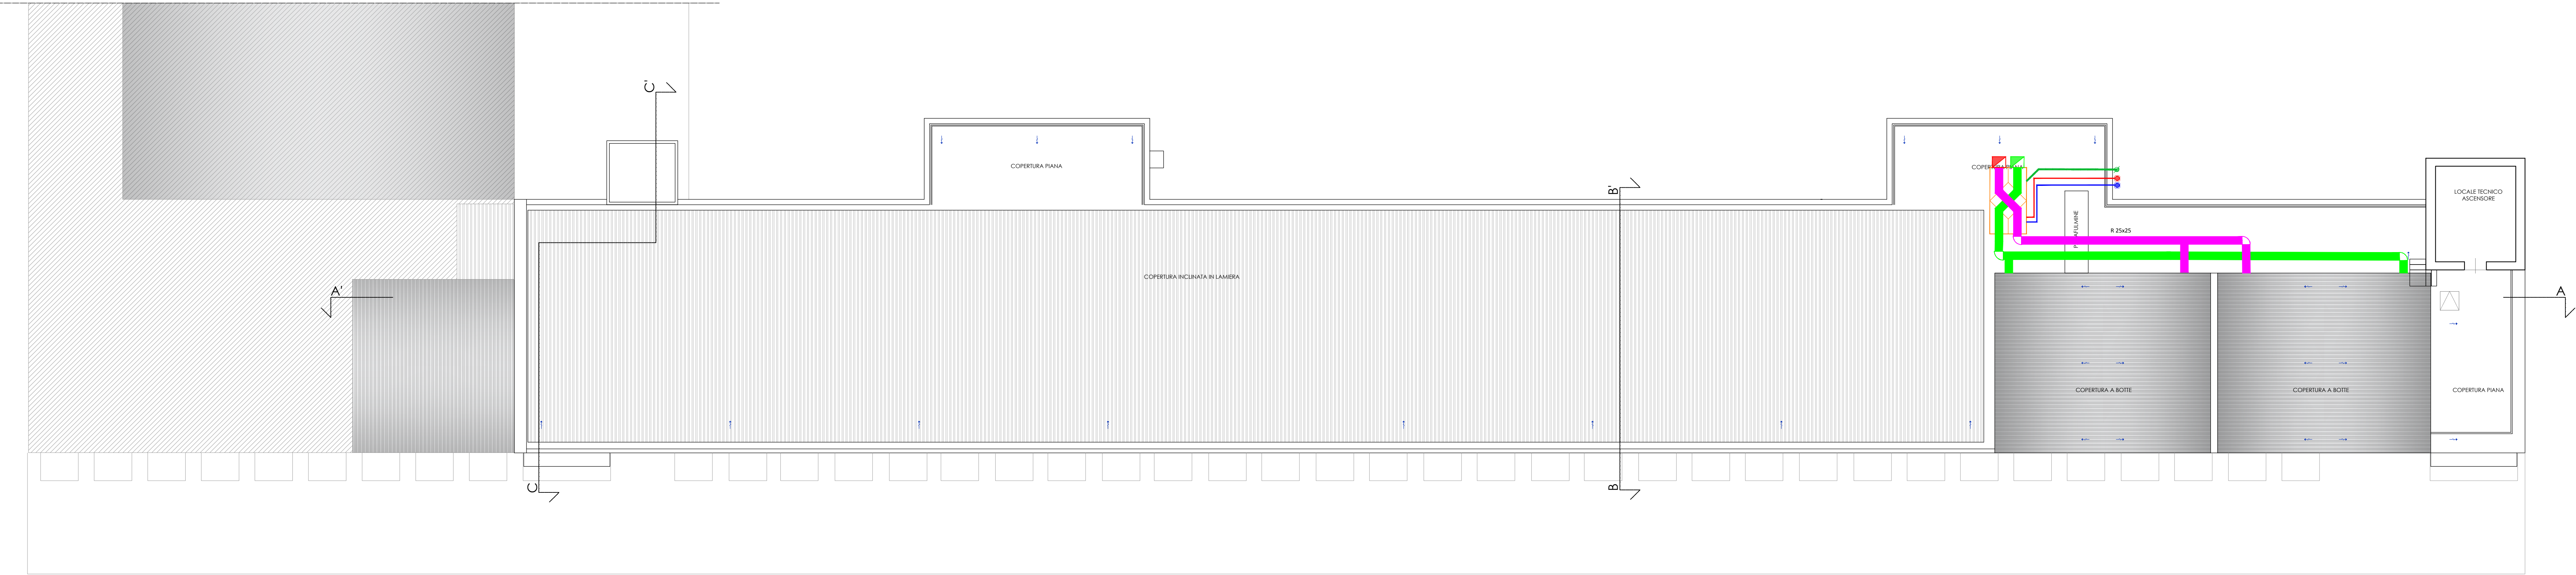 C'
COPERTURA PIANA
B'
LOCALE TECNICO
ASCENSORE
R 25x25
COPERTURA INCLINATA IN LAMIERA
A'
A
COPERTURA A BOTTE
COPERTURA A BOTTE
COPERTURA PIANA
C
B